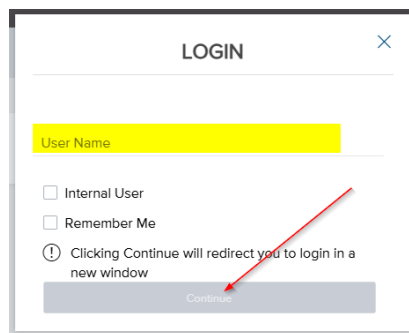 LOGIN
User Name
Internal User
Remember Me
Clicking Continue will redirect you to login in a
new window
Continue